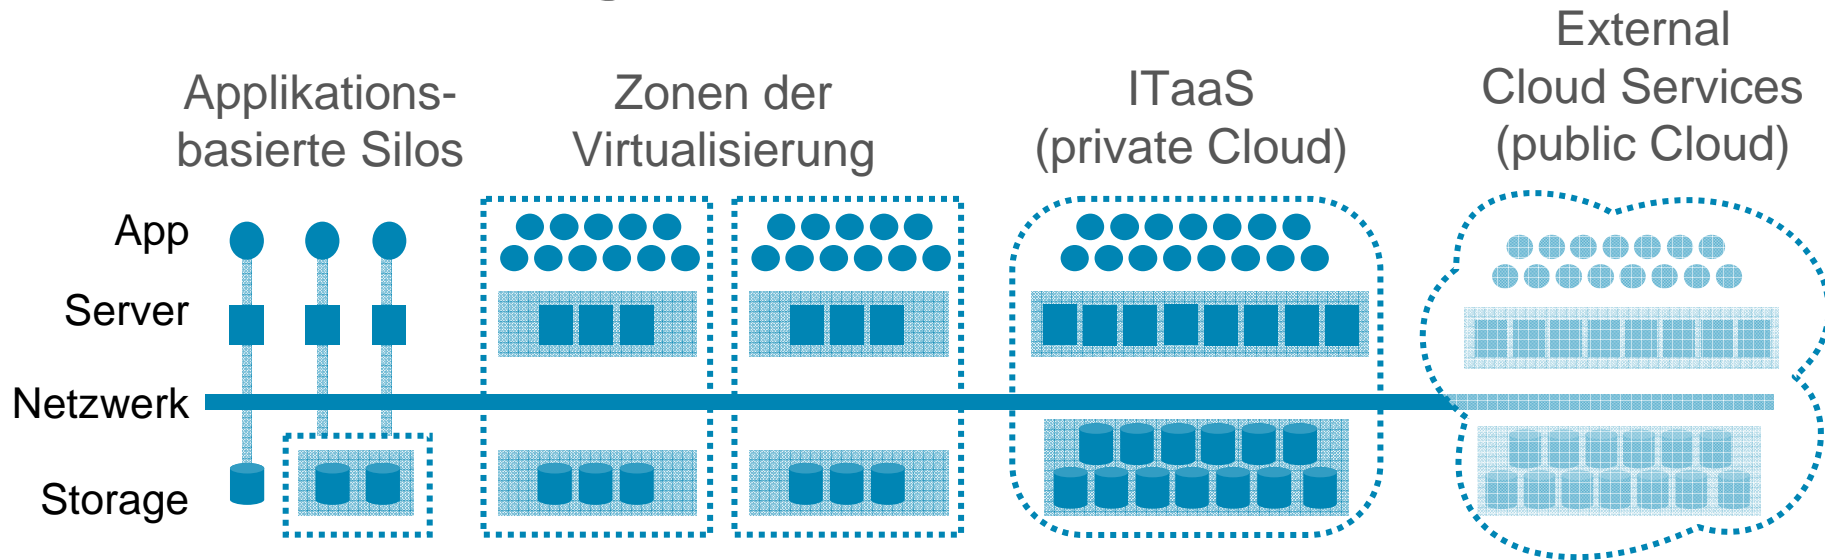 Applikations-
basierte Silos
Zonen der
Virtualisierung
ITaaS
(private Cloud)
External
Cloud Services
(public Cloud)
App
Server
Netzwerk
Storage